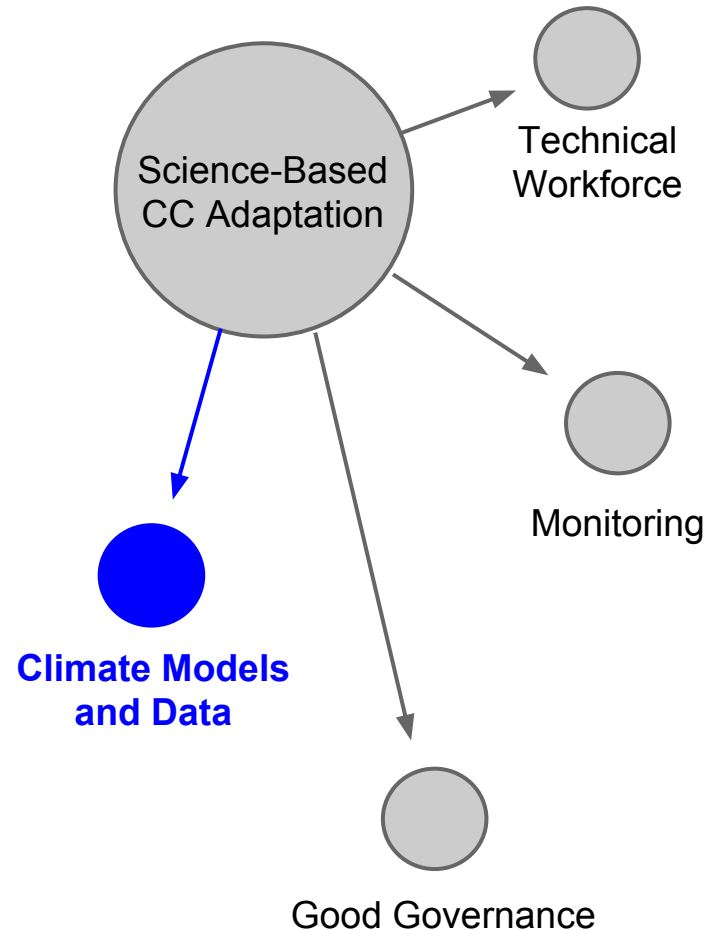 Technical
Workforce
Science-Based
CC Adaptation
Monitoring
Climate Models
and Data
Good Governance